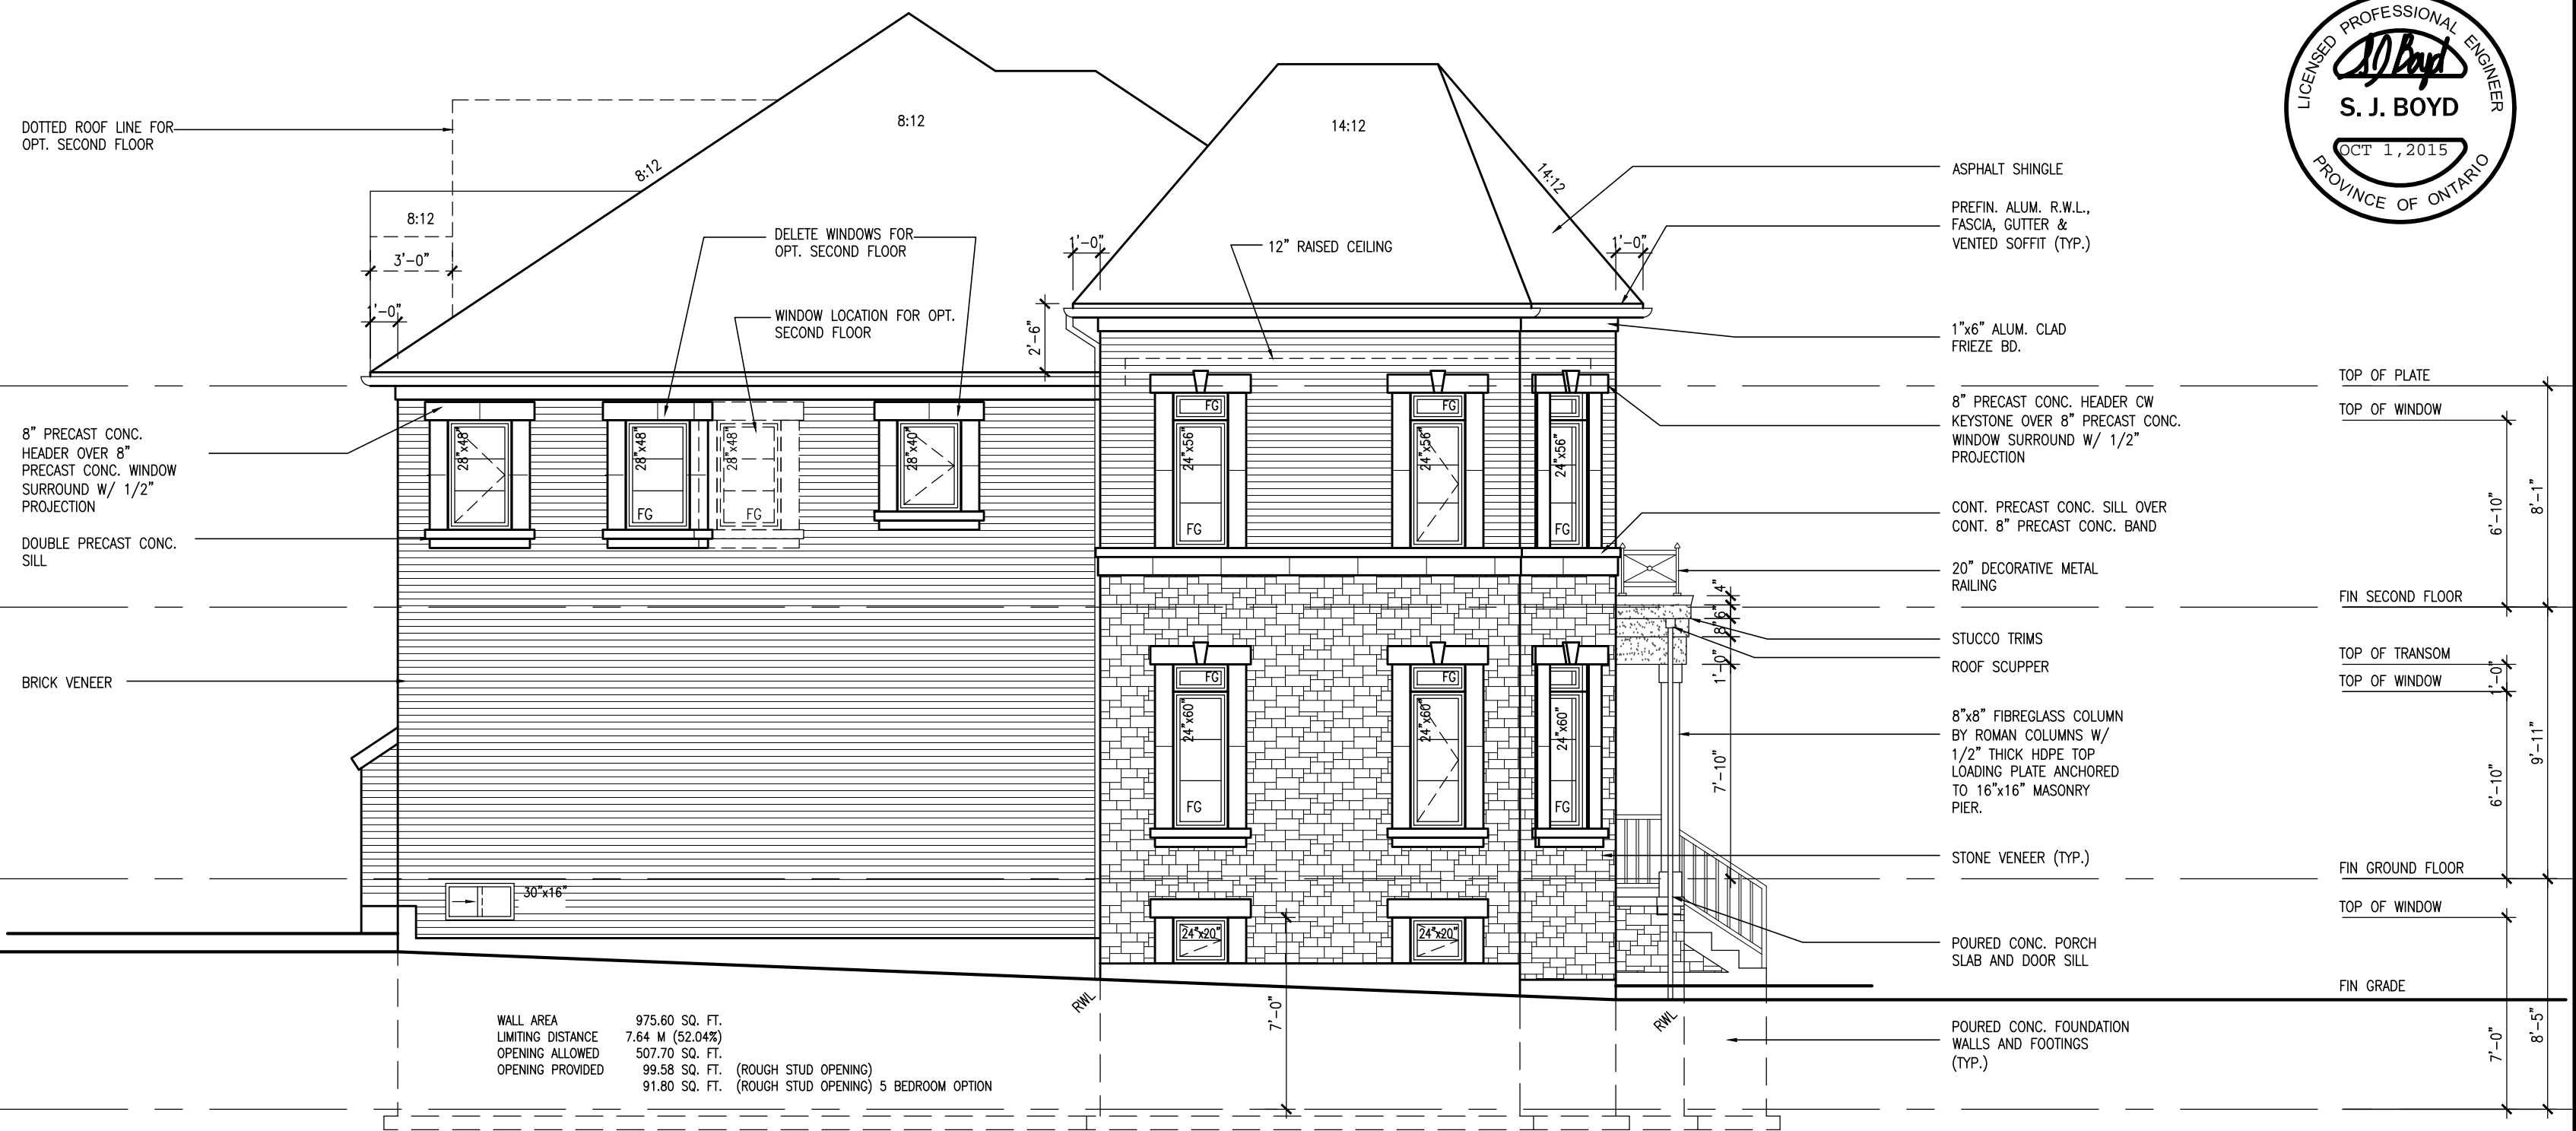 LICENSED PROFESSIONAL ENGINEER
S. J. BOYD
OCT 1,2015
PROVINCE OF ONTARIO
DOTTED ROOF LINE FOR
OPT. SECOND FLOOR
8:12
8:12
8:12
3'-0"
1'-0"
DELETE WINDOWS FOR
OPT. SECOND FLOOR
WINDOW LOCATION FOR OPT.
SECOND FLOOR
14:12
14:12
1'-0"
12" RAISED CEILING
1'-0"
2'-6"
ASPHALT SHINGLE
PREFIN. ALUM. R.W.L.,
FASCIA, GUTTER &
VENTED SOFFIT (TYP.)
1"x6" ALUM. CLAD
FRIEZE BD.
8" PRECAST CONC. HEADER CW
KEYSTONE OVER 8" PRECAST CONC.
WINDOW SURROUND W/ 1/2"
PROJECTION
CONT. PRECAST CONC. SILL OVER
CONT. 8" PRECAST CONC. BAND
20" DECORATIVE METAL
RAILING
STUCCO TRIMS
ROOF SCUPPER
8"x8" FIBREGLASS COLUMN
BY ROMAN COLUMNS W/
1/2" THICK HDPE TOP
LOADING PLATE ANCHORED
TO 16"x16" MASONRY
PIER.
STONE VENEER (TYP.)
POURED CONC. PORCH
SLAB AND DOOR SILL
POURED CONC. FOUNDATION
WALLS AND FOOTINGS
(TYP.)
8" PRECAST CONC.
HEADER OVER 8"
PRECAST CONC. WINDOW
SURROUND W/ 1/2"
PROJECTION
DOUBLE PRECAST CONC.
SILL
BRICK VENEER
28"x48"
28"x48"
FG
28"x48"
FG
28"x40"
FG
24"x56"
FG
FG
24"x56"
24"x56"
FG
FG
24"x60"
FG
FG
24"x60"
24"x60"
FG
30"x16"
24"x20"
24"x20"
4"
6"
8"
1'-0"
7'-10"
7'-0"
RWL
RWL
TOP OF PLATE
TOP OF WINDOW
6'-10"
8'-1"
FIN SECOND FLOOR
TOP OF TRANSOM
TOP OF WINDOW
1'-0"
6'-10"
9'-11"
FIN GROUND FLOOR
TOP OF WINDOW
FIN GRADE
7'-0"
8'-5"
WALL AREA 975.60 SQ. FT.
LIMITING DISTANCE 7.64 M (52.04%)
OPENING ALLOWED 507.70 SQ. FT.
OPENING PROVIDED 99.58 SQ. FT. (ROUGH STUD OPENING)
91.80 SQ. FT. (ROUGH STUD OPENING) 5 BEDROOM OPTION